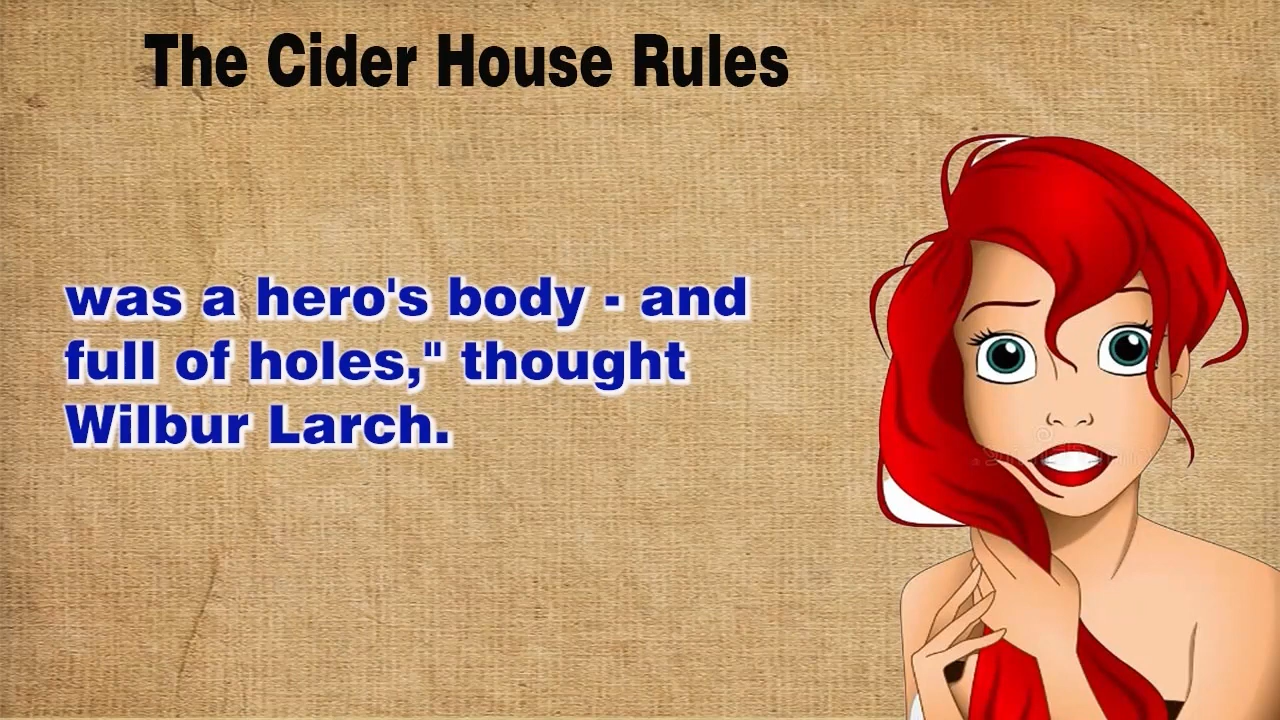 The Cider House Rules
was a hero's body - and
full of holes," thought
Wilbur Larch.